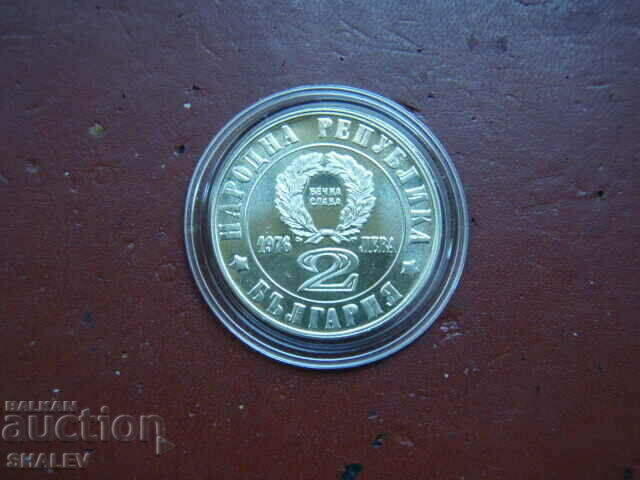 НАРОДНА РЕПУБЛИКА
ВЕЧНА
СЛАВА
1976 ЛЕВА
2
БЪЛГАРИЯ
BALKAN
auction
SHALEV